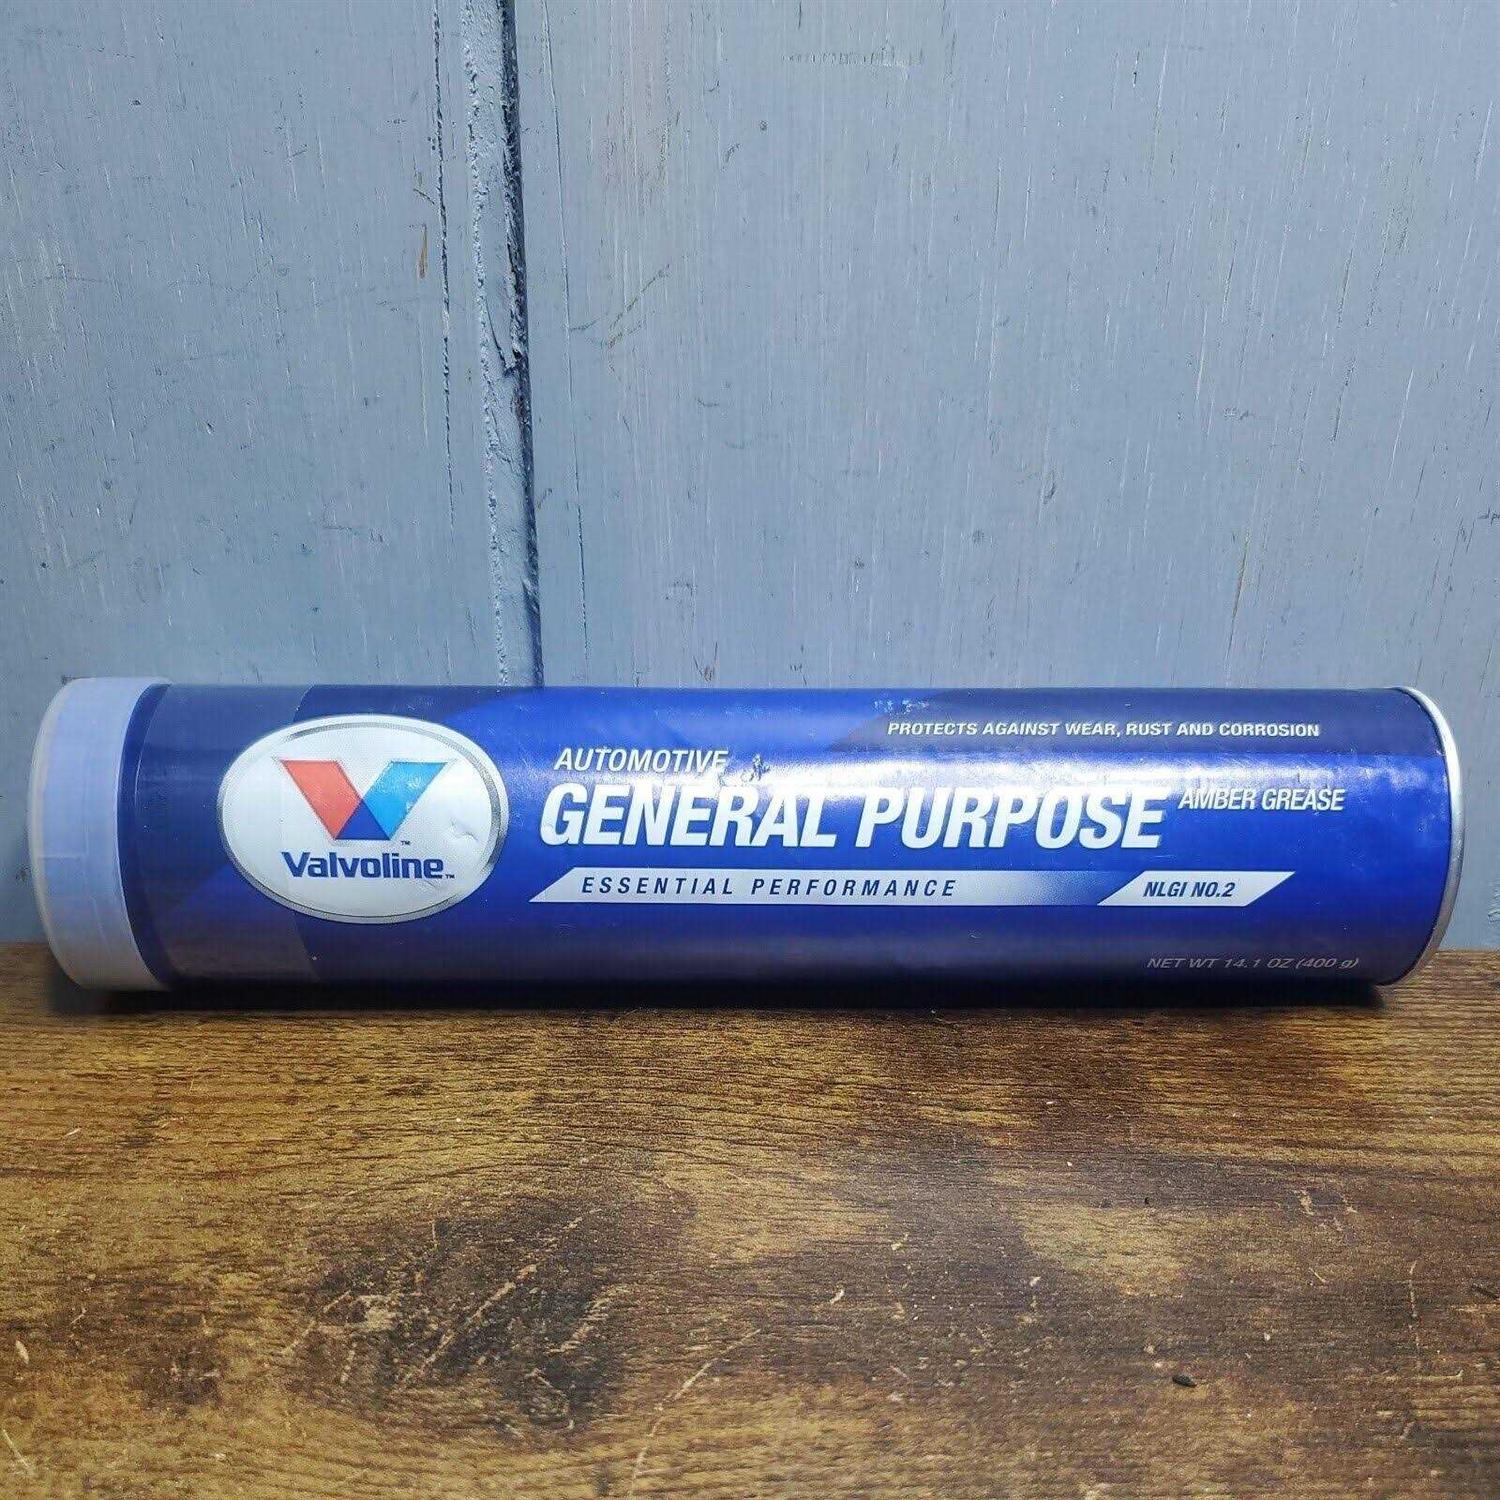 Valvoline™
PROTECTS AGAINST WEAR, RUST AND CORROSION
AUTOMOTIVE
GENERAL PURPOSE AMBER GREASE
ESSENTIAL PERFORMANCE NLGI NO.2
NET WT 14.1 OZ (400 g)